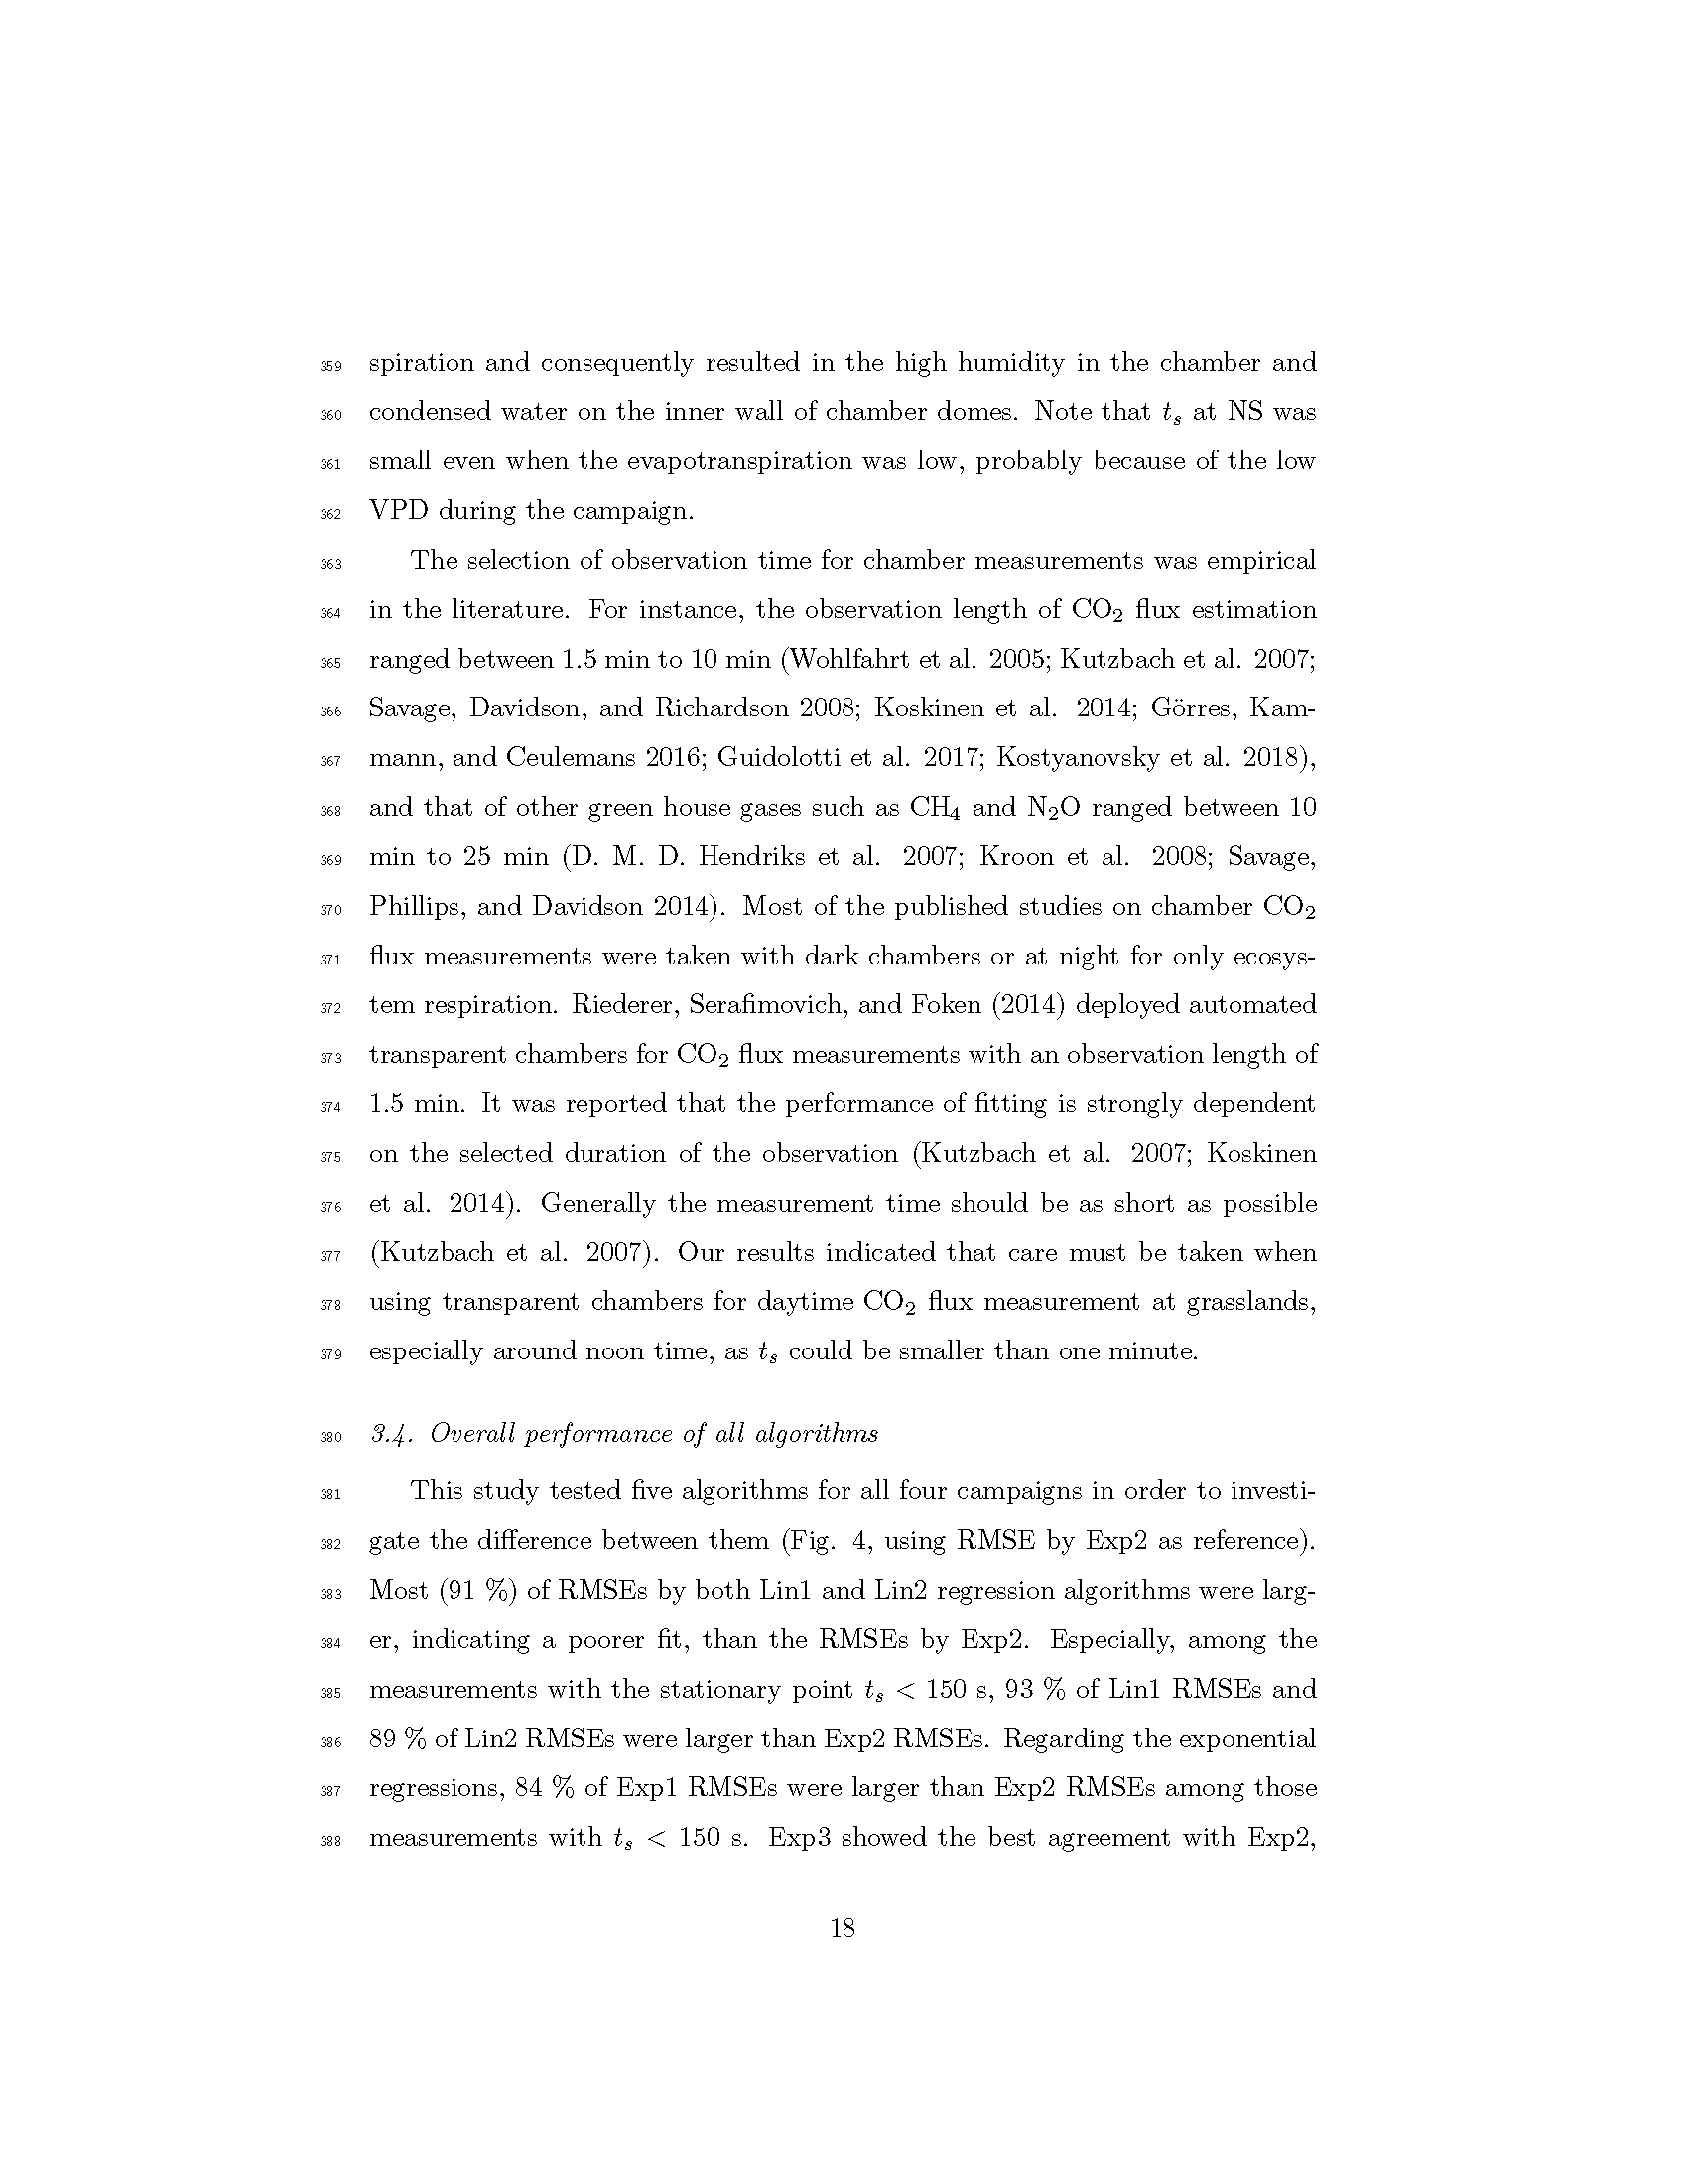 359 spiration and consequently resulted in the high humidity in the chamber and
360 condensed water on the inner wall of chamber domes. Note that tₛ at NS was
361 small even when the evapotranspiration was low, probably because of the low
362 VPD during the campaign.
363 The selection of observation time for chamber measurements was empirical
364 in the literature. For instance, the observation length of CO₂ flux estimation
365 ranged between 1.5 min to 10 min (Wohlfahrt et al. 2005; Kutzbach et al. 2007;
366 Savage, Davidson, and Richardson 2008; Koskinen et al. 2014; Görres, Kam-
367 mann, and Ceulemans 2016; Guidolotti et al. 2017; Kostyanovsky et al. 2018),
368 and that of other green house gases such as CH₄ and N₂O ranged between 10
369 min to 25 min (D. M. D. Hendriks et al. 2007; Kroon et al. 2008; Savage,
370 Phillips, and Davidson 2014). Most of the published studies on chamber CO₂
371 flux measurements were taken with dark chambers or at night for only ecosys-
372 tem respiration. Riederer, Serafimovich, and Foken (2014) deployed automated
373 transparent chambers for CO₂ flux measurements with an observation length of
374 1.5 min. It was reported that the performance of fitting is strongly dependent
375 on the selected duration of the observation (Kutzbach et al. 2007; Koskinen
376 et al. 2014). Generally the measurement time should be as short as possible
377 (Kutzbach et al. 2007). Our results indicated that care must be taken when
378 using transparent chambers for daytime CO₂ flux measurement at grasslands,
379 especially around noon time, as tₛ could be smaller than one minute.
380 3.4. Overall performance of all algorithms
381 This study tested five algorithms for all four campaigns in order to investi-
382 gate the difference between them (Fig. 4, using RMSE by Exp2 as reference).
383 Most (91 %) of RMSEs by both Lin1 and Lin2 regression algorithms were larg-
384 er, indicating a poorer fit, than the RMSEs by Exp2. Especially, among the
385 measurements with the stationary point tₛ < 150 s, 93 % of Lin1 RMSEs and
386 89 % of Lin2 RMSEs were larger than Exp2 RMSEs. Regarding the exponential
387 regressions, 84 % of Exp1 RMSEs were larger than Exp2 RMSEs among those
388 measurements with tₛ < 150 s. Exp3 showed the best agreement with Exp2,
18